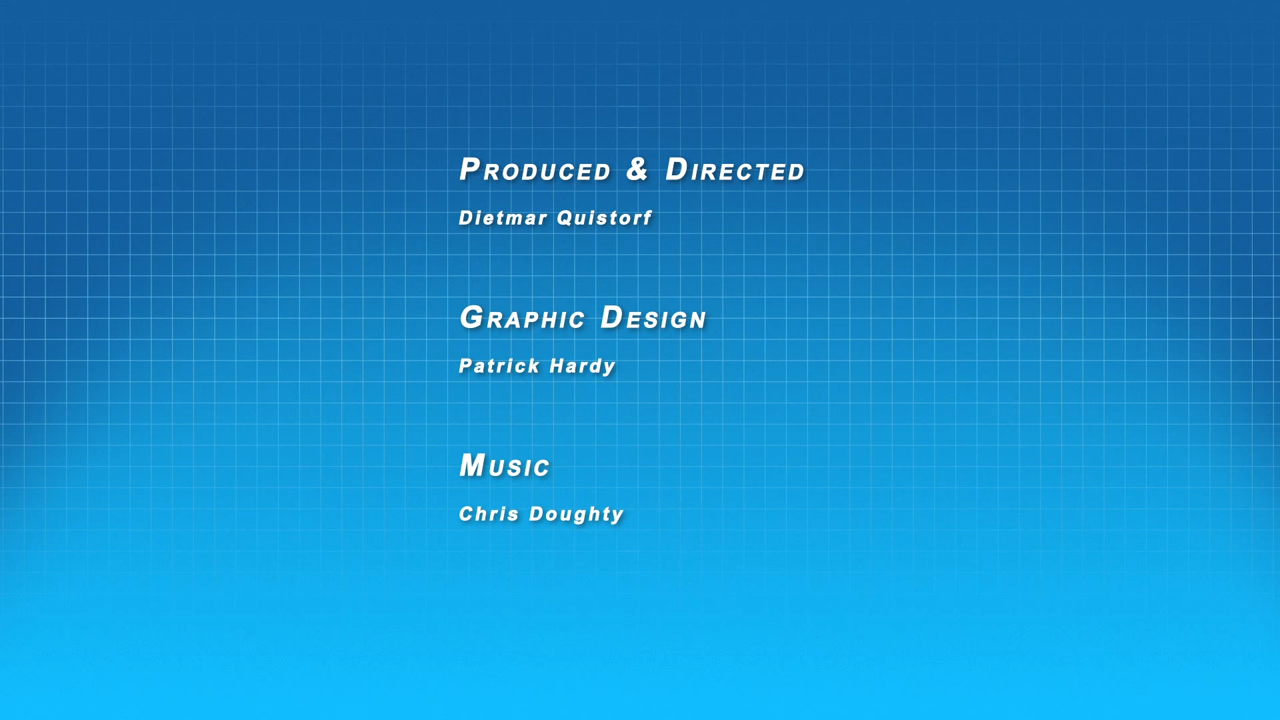 Produced & Directed
Dietmar Quistorf
Graphic Design
Patrick Hardy
Music
Chris Doughty